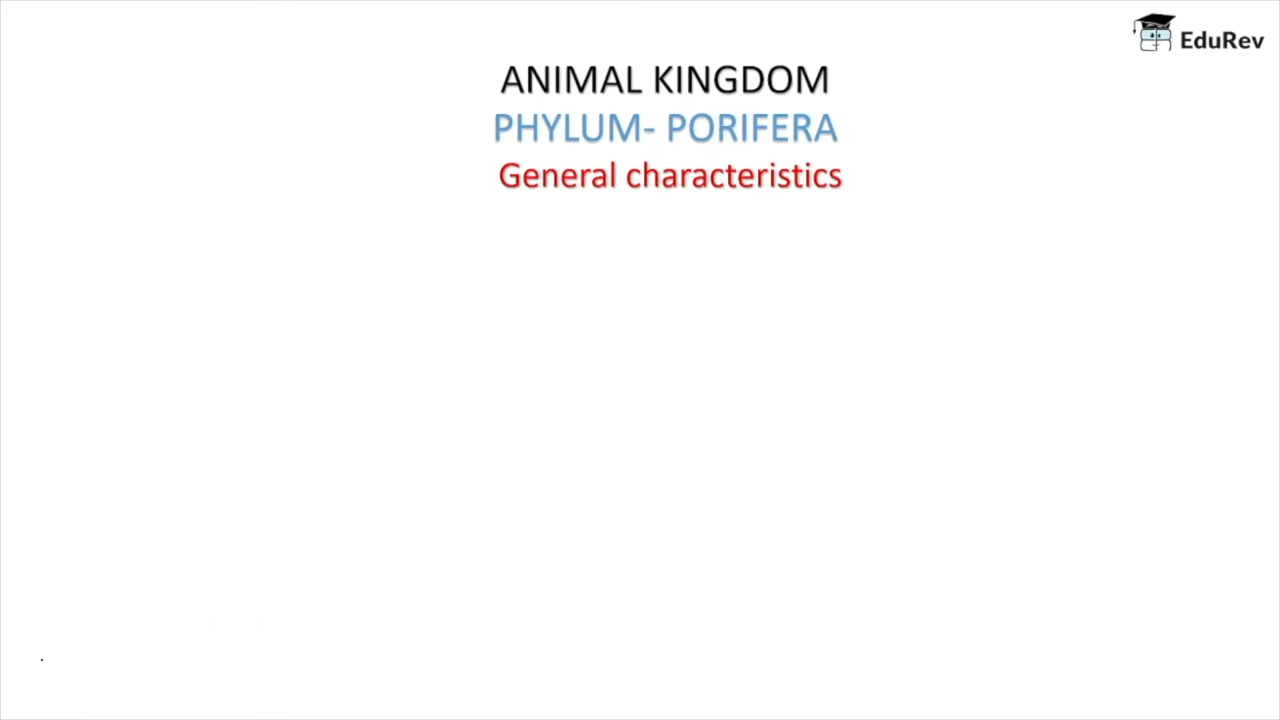 EduRev
ANIMAL KINGDOM
PHYLUM- PORIFERA
General characteristics